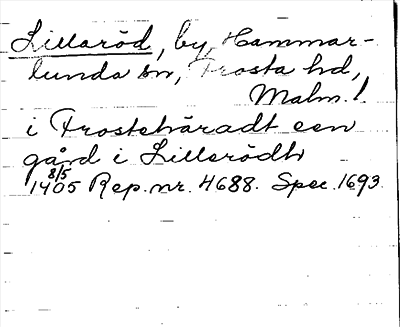 Lillaröd, by, Hammar-
lunda sn, Frosta hd,
Malm. l.
i Frosteháradt een
gård i Lillerödh
8/5
1405 Rep. nr. 4688. Spec. 1693.